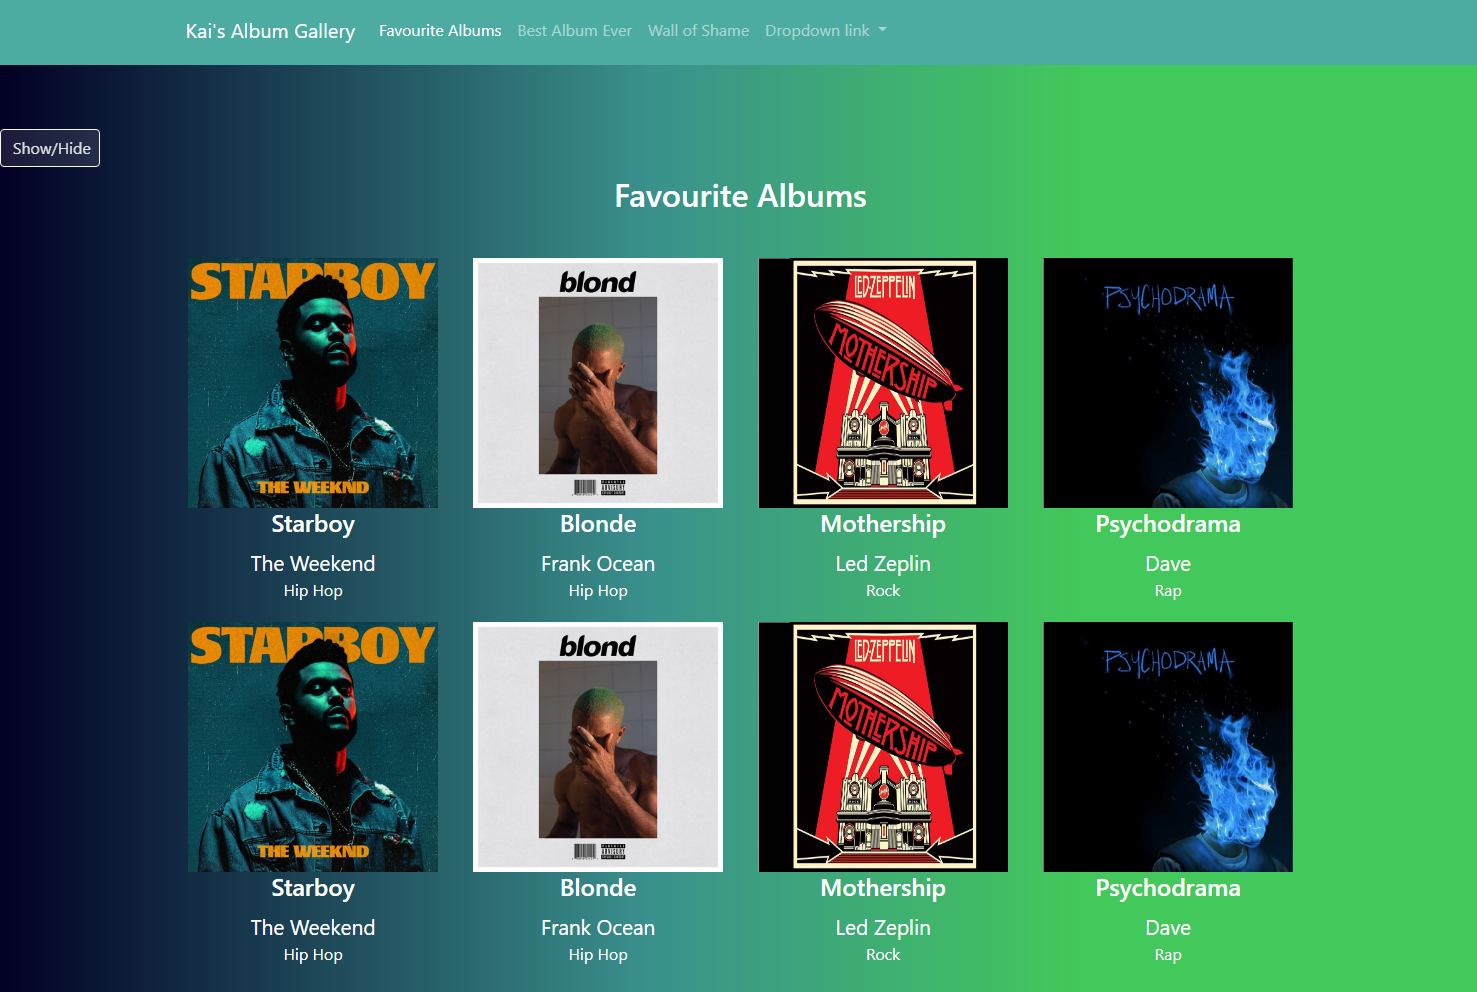 Kai's Album Gallery Favourite Albums Best Album Ever Wall of Shame Dropdown link
Show/Hide
Favourite Albums
STARBOY
THE WEEKND
blond
LED-ZEPPELIN
MOTHERSHIP
PSYCHODRAMA
Starboy Blonde Mothership Psychodrama
The Weekend Frank Ocean Led Zeplin Dave
Hip Hop Hip Hop Rock Rap
STARBOY
THE WEEKND
blond
LED-ZEPPELIN
MOTHERSHIP
PSYCHODRAMA
Starboy Blonde Mothership Psychodrama
The Weekend Frank Ocean Led Zeplin Dave
Hip Hop Hip Hop Rock Rap